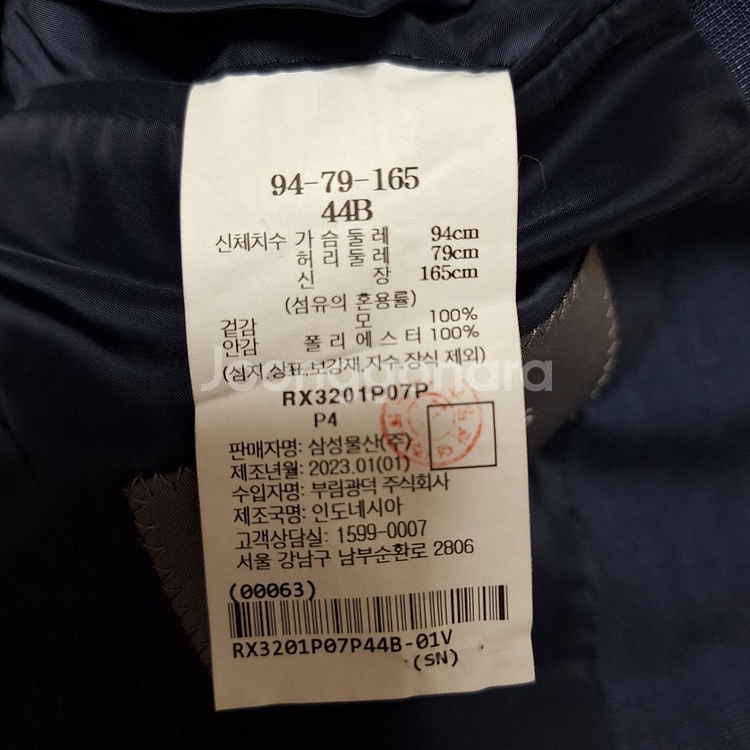 94-79-165
44B
신체치수 가슴둘레 94cm
허리둘레 79cm
신 장 165cm
(섬유의 혼용률)
겉감 모 100%
안감 폴리에스터 100%
(심지,상표,보강재,자수,장식 제외)
Joonggonara
RX3201P07P
P4
판매자명: 삼성물산(주)
제조년월: 2023.01(01)
수입자명: 부림광덕 주식회사
제조국명: 인도네시아
고객상담실: 1599-0007
서울 강남구 남부순환로 2806
(00063)
RX3201P07P44B-01V
(SN)